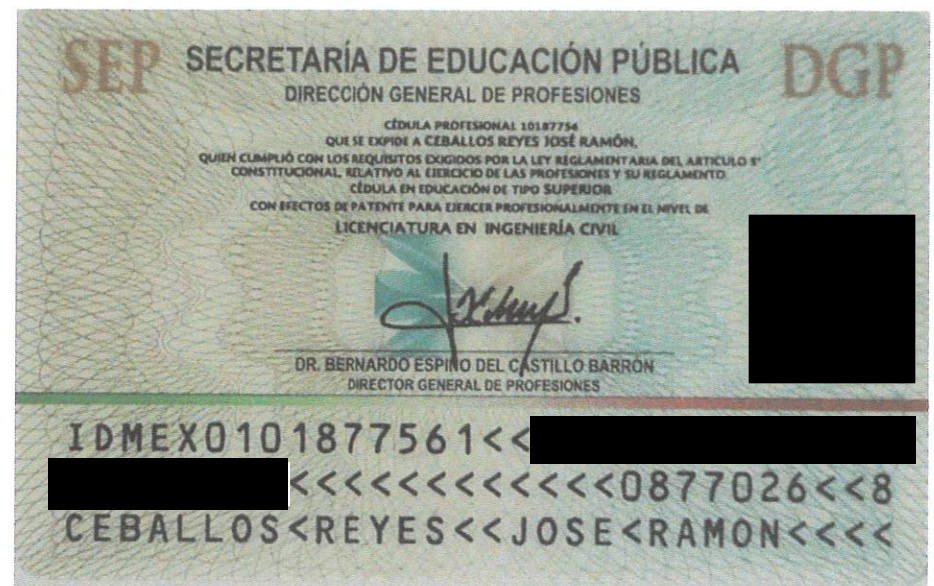 SEP SECRETARÍA DE EDUCACIÓN PÚBLICA DGP
DIRECCIÓN GENERAL DE PROFESIONES
CÉDULA PROFESIONAL 10187756
QUE SE EXPIDE A CEBALLOS REYES JOSÉ RAMÓN,
QUIEN CUMPLIÓ CON LOS REQUISITOS EXIGIDOS POR LA LEY REGLAMENTARIA DEL ARTICULO 5°
CONSTITUCIONAL, RELATIVO AL EJERCICIO DE LAS PROFESIONES Y SU REGLAMENTO
CÉDULA EN EDUCACIÓN DE TIPO SUPERIOR
CON EFECTOS DE PATENTE PARA EJERCER PROFESIONALMENTE EN EL NIVEL DE
LICENCIATURA EN INGENIERÍA CIVIL
DR. BERNARDO ESPINO DEL CASTILLO BARRÓN
DIRECTOR GENERAL DE PROFESIONES
IDMEX0101877561<<
<<<<<<<<<<<<0877026<<8
CEBALLOS<REYES<<JOSE<RAMON<<<<